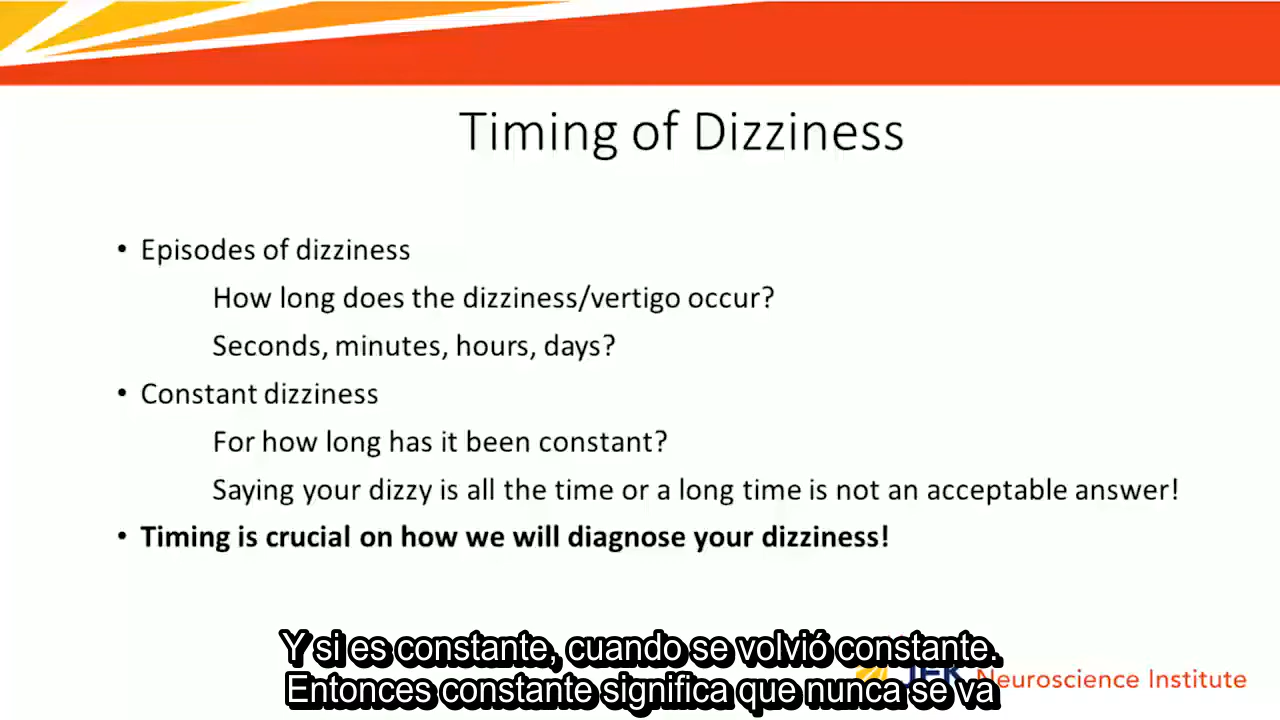 Timing of Dizziness
• Episodes of dizziness
How long does the dizziness/vertigo occur?
Seconds, minutes, hours, days?
• Constant dizziness
For how long has it been constant?
Saying your dizzy is all the time or a long time is not an acceptable answer!
• Timing is crucial on how we will diagnose your dizziness!
Y si es constante, cuando se volvió constante.
Entonces constante significa que nunca se va
JFK Neuroscience Institute